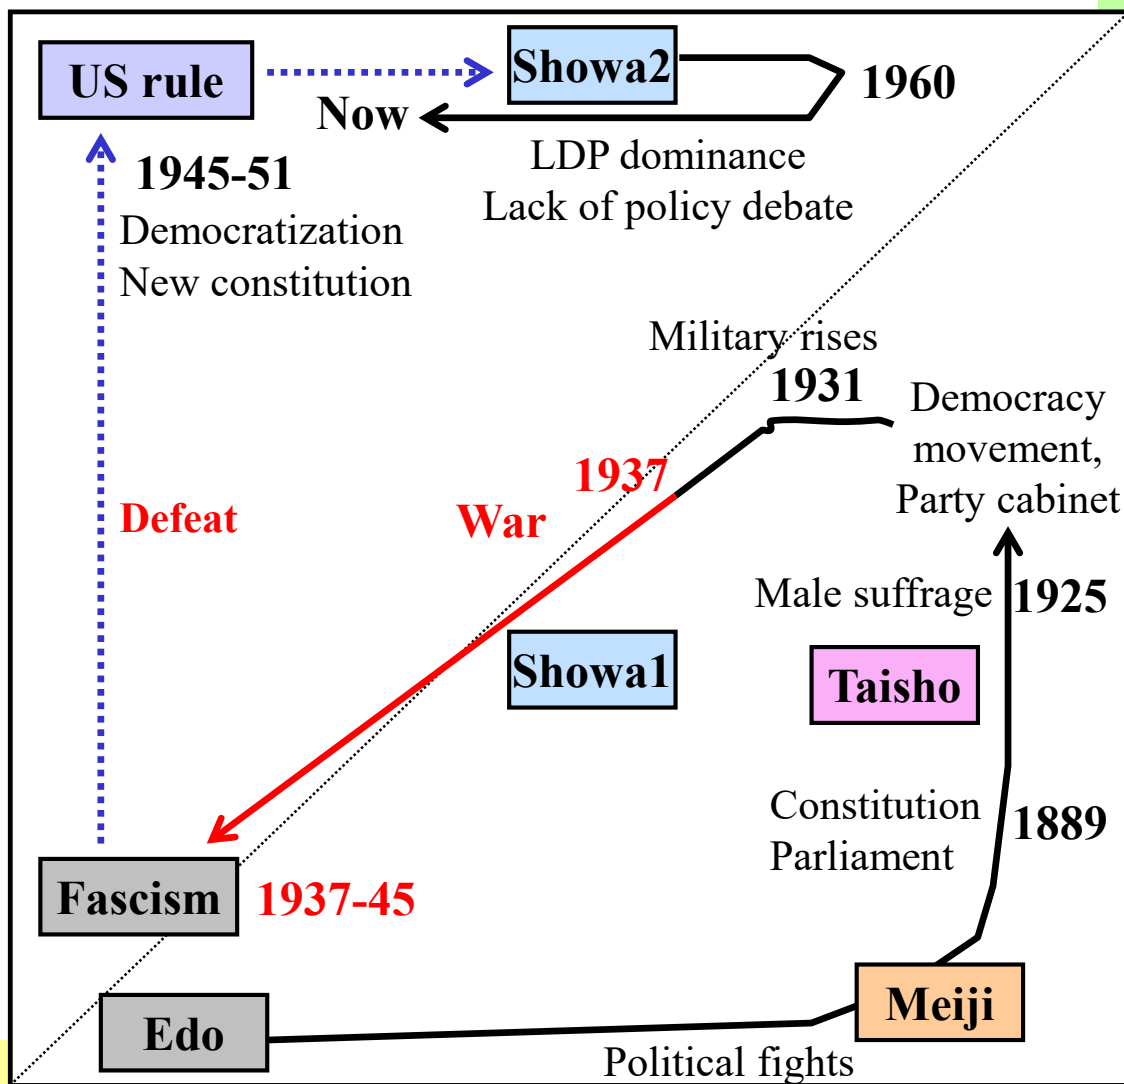 US rule
Showa2
1960
Now
LDP dominance
Lack of policy debate
1945-51
Democratization
New constitution
Military rises
1931
Democracy
movement,
Party cabinet
1937
War
Defeat
Male suffrage
1925
Showa1
Taisho
Constitution
Parliament
1889
Fascism
1937-45
Meiji
Edo
Political fights